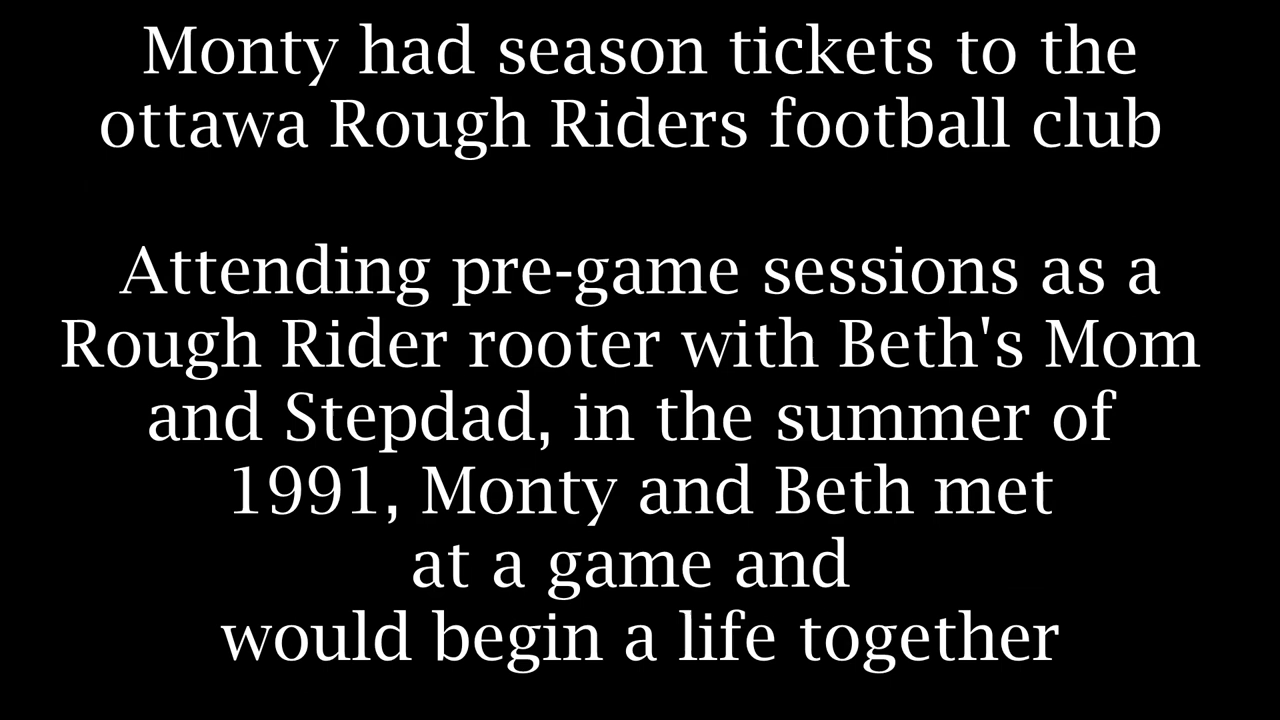 Monty had season tickets to the
ottawa Rough Riders football club
Attending pre-game sessions as a
Rough Rider rooter with Beth's Mom
and Stepdad, in the summer of
1991, Monty and Beth met
at a game and
would begin a life together